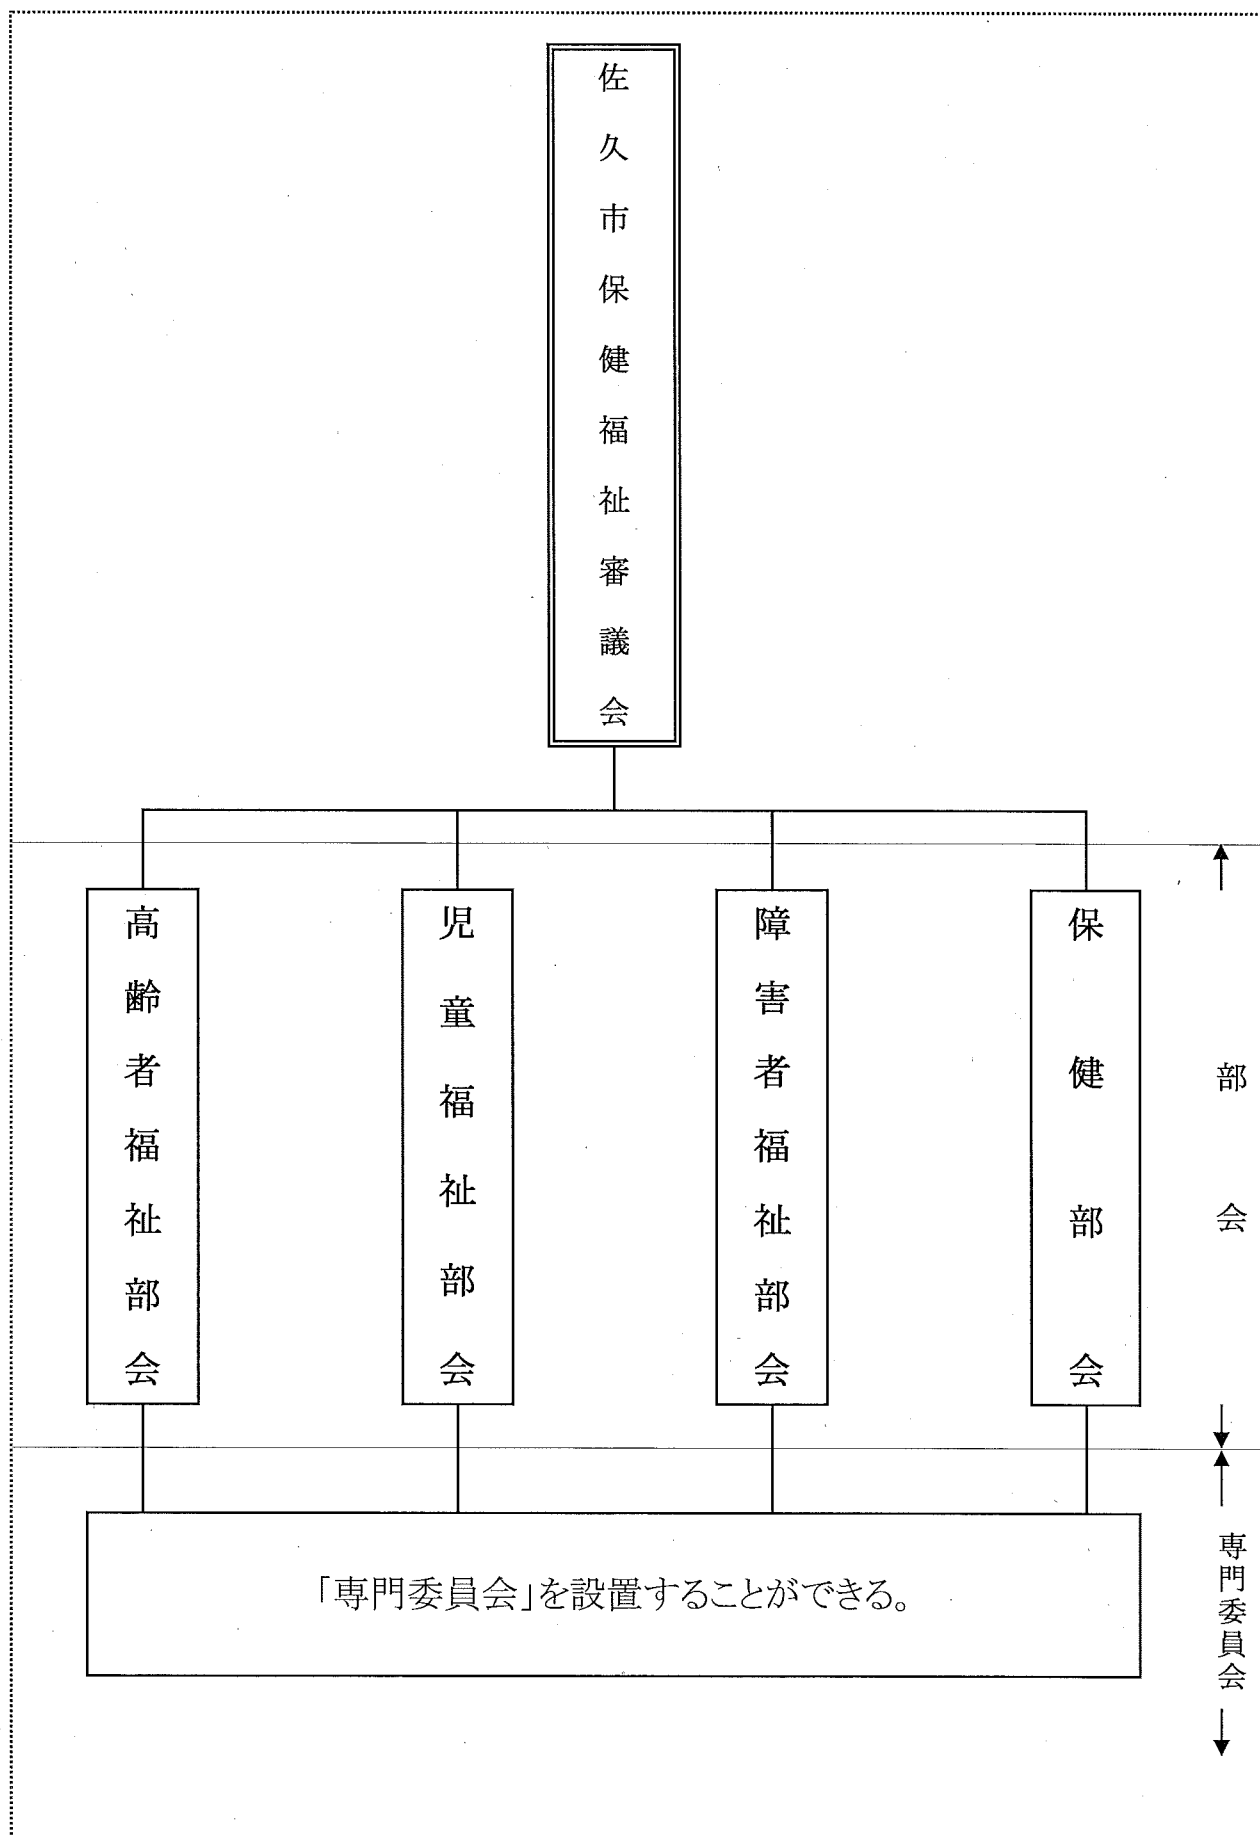 佐久市保健福祉審議会
高齢者福祉部会
児童福祉部会
障害者福祉部会
保健部会
部会
「専門委員会」を設置することができる。
専門委員会